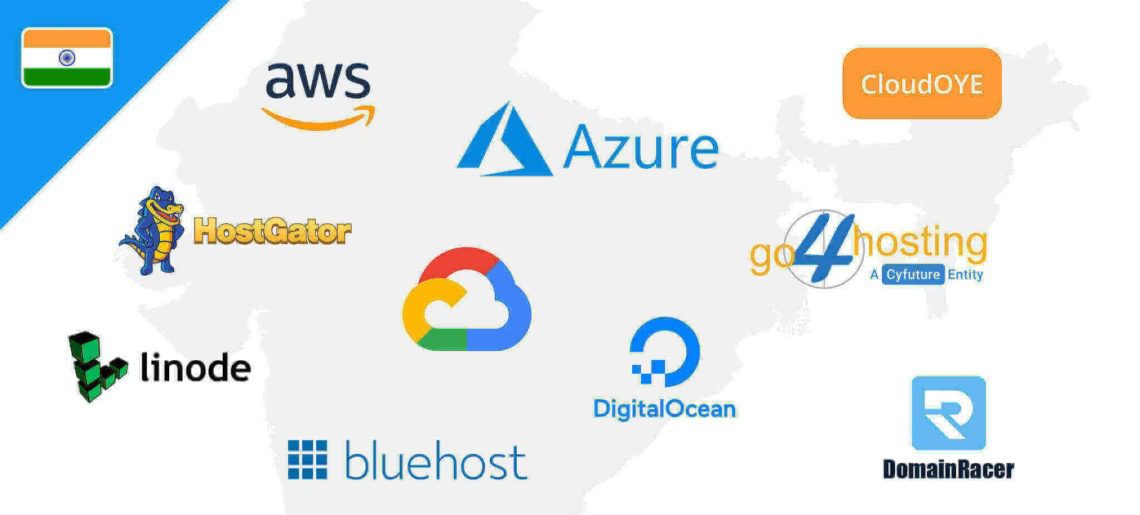 aws
Azure
CloudOYE
HostGator
go4hosting
A Cyfuture Entity
linode
DigitalOcean
bluehost
DomainRacer